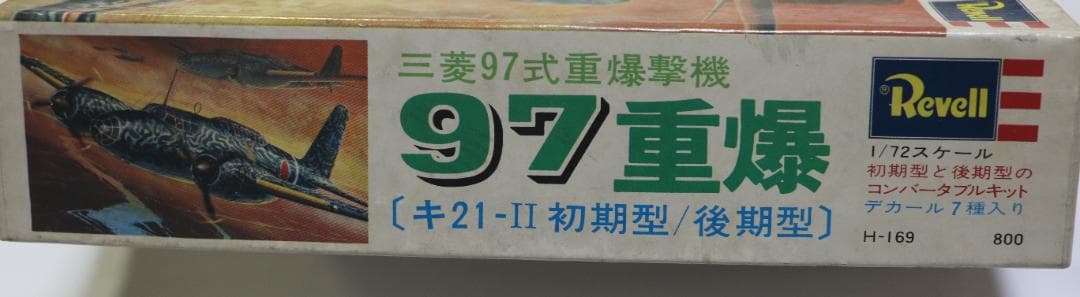 三菱97式重爆撃機
97重爆
〔キ21-II 初期型/後期型〕
Revell
1/72スケール
初期型と後期型の
コンバータブルキット
デカール7種入り
H-169 800